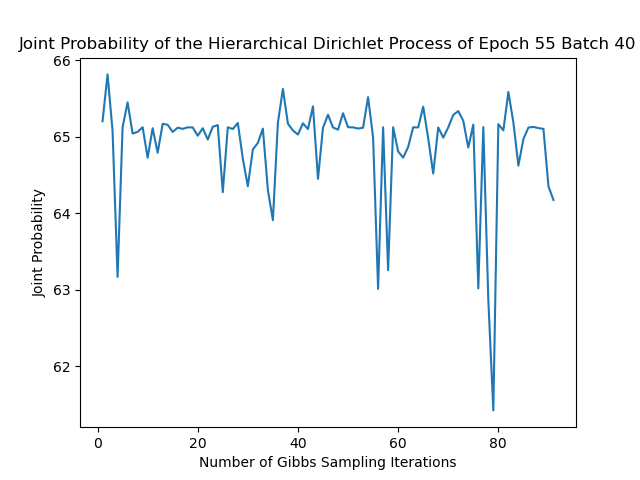 Joint Probability of the Hierarchical Dirichlet Process of Epoch 55 Batch 40
66
65
64
63
62
Joint Probability
0 20 40 60 80
Number of Gibbs Sampling Iterations